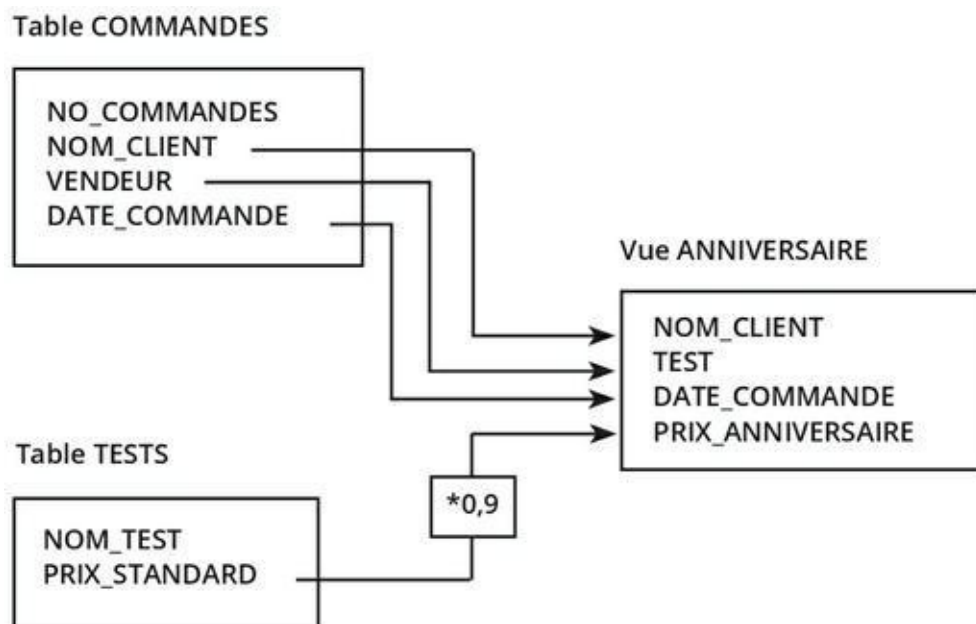 Table COMMANDES
NO_COMMANDES
NOM_CLIENT
VENDEUR
DATE_COMMANDE
Vue ANNIVERSAIRE
NOM_CLIENT
TEST
DATE_COMMANDE
PRIX_ANNIVERSAIRE
Table TESTS
*0,9
NOM_TEST
PRIX_STANDARD